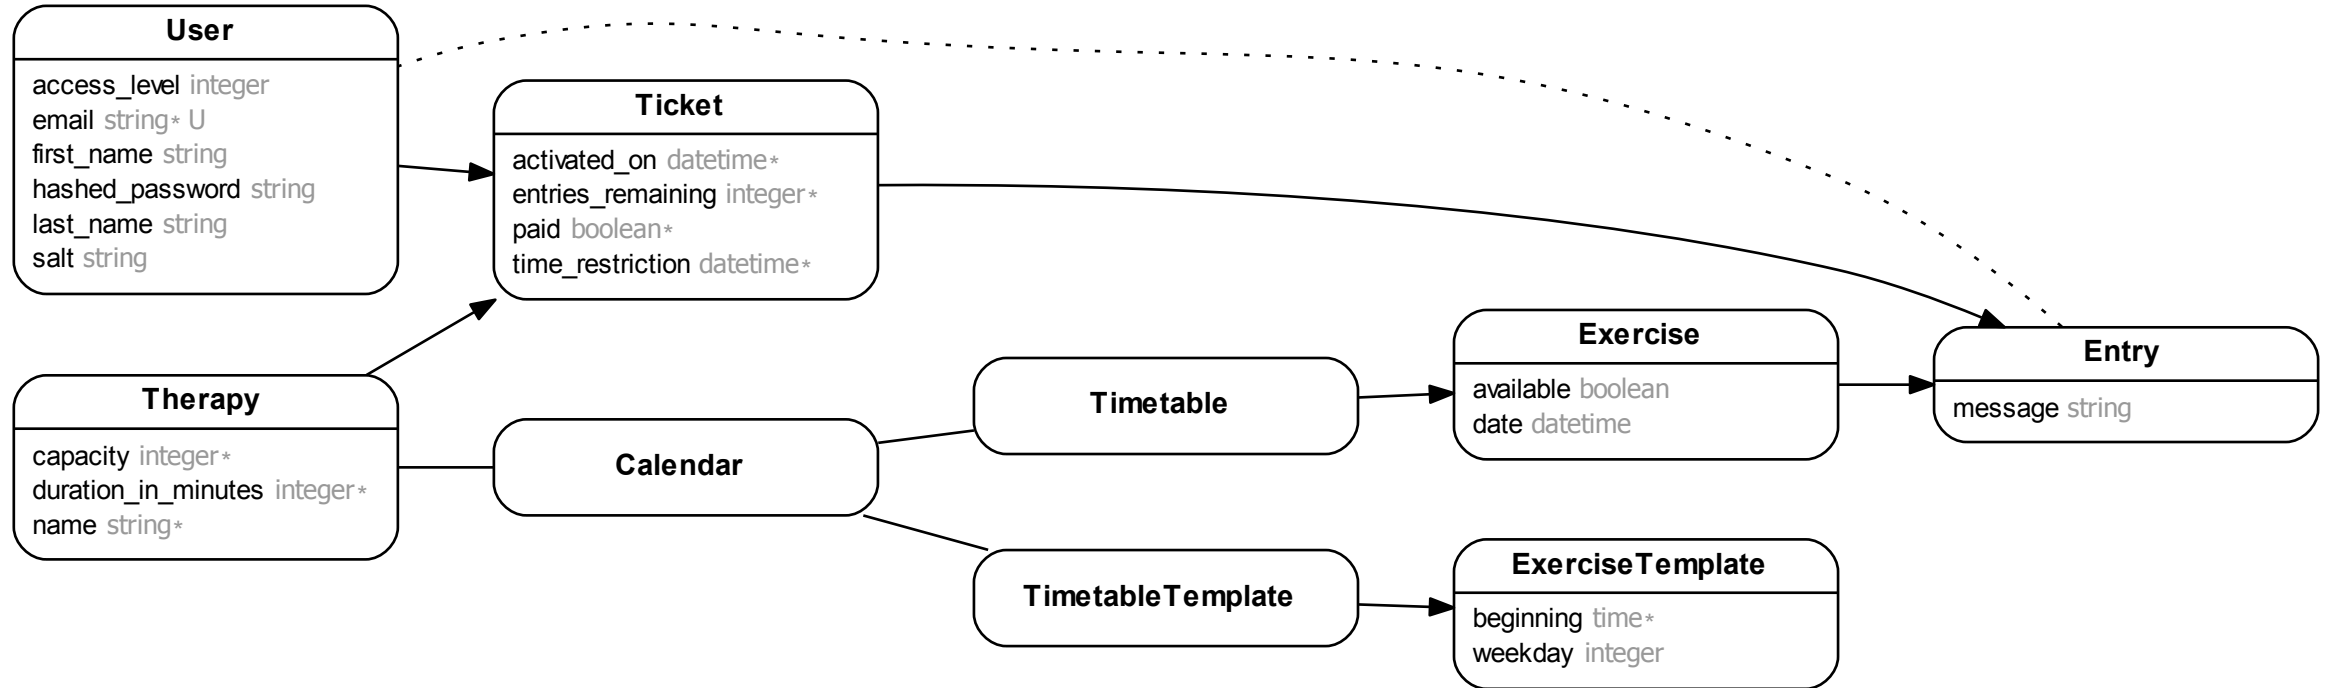 User
access_level integer
email string* U
first_name string
hashed_password string
last_name string
salt string
Ticket
activated_on datetime*
entries_remaining integer*
paid boolean*
time_restriction datetime*
Therapy
capacity integer*
duration_in_minutes integer*
name string*
Calendar
Timetable
TimetableTemplate
Exercise
available boolean
date datetime
ExerciseTemplate
beginning time*
weekday integer
Entry
message string